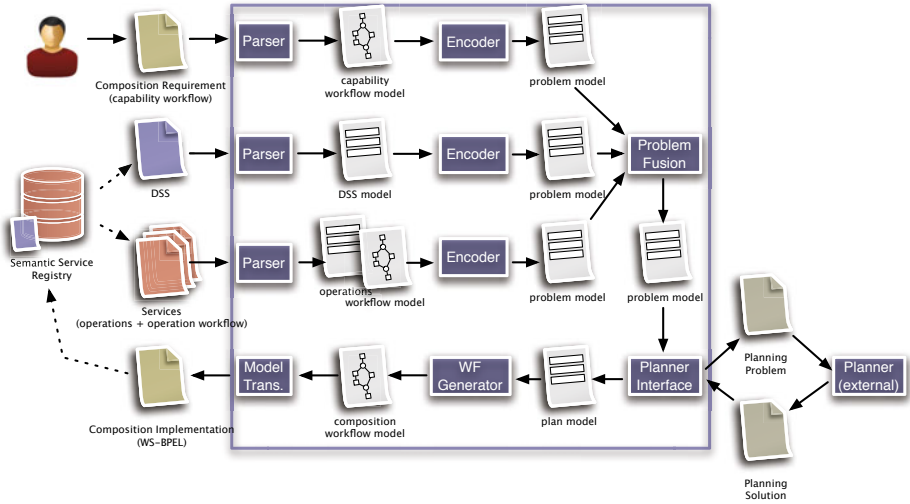 Parser
capability
workflow model
Encoder
problem model
Composition Requirement
(capability workflow)
DSS
Parser
DSS model
Encoder
problem model
Problem
Fusion
Semantic Service
Registry
Services
(operations + operation workflow)
Parser
operations
workflow model
Encoder
problem model
problem model
Composition Implementation
(WS-BPEL)
Model
Trans.
composition
workflow model
WF
Generator
plan model
Planner
Interface
Planning
Problem
Planner
(external)
Planning
Solution